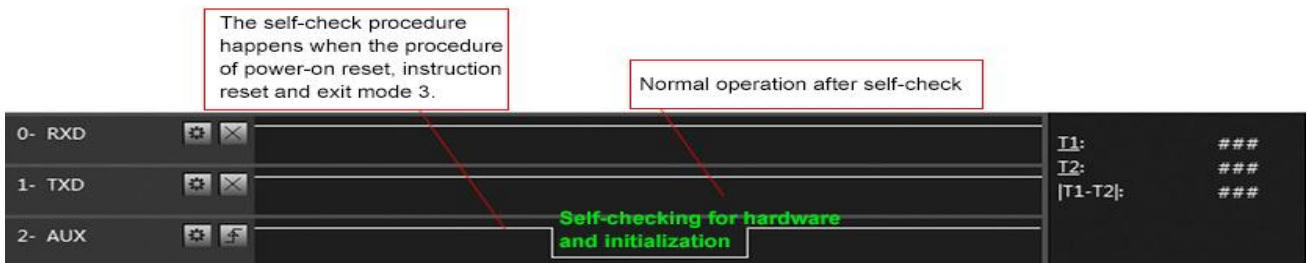 The self-check procedure
happens when the procedure
of power-on reset, instruction
reset and exit mode 3.
Normal operation after self-check
0- RXD
1- TXD
2- AUX
Self-checking for hardware
and initialization
T1: ###
T2: ###
|T1-T2|: ###